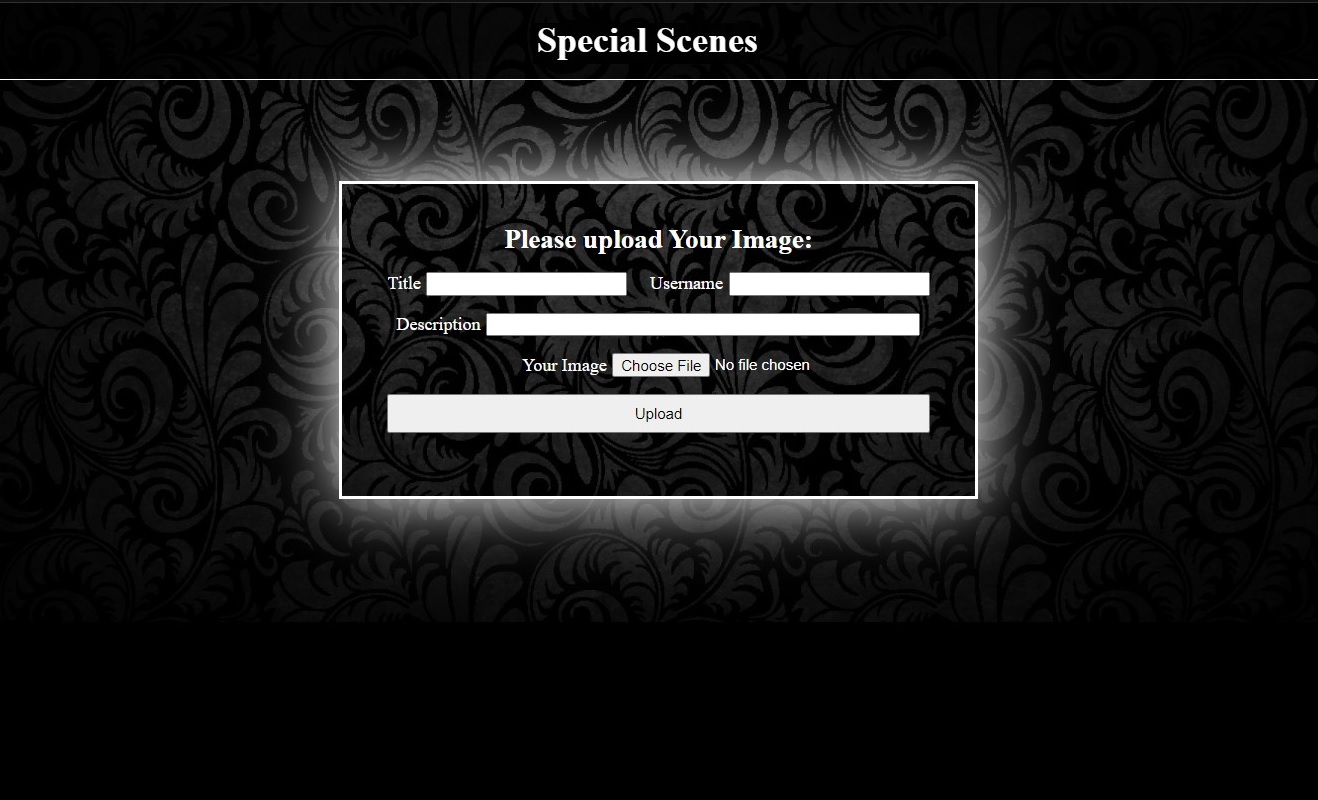 Special Scenes
Please upload Your Image:
Title Username
Description
Your Image Choose File No file chosen
Upload